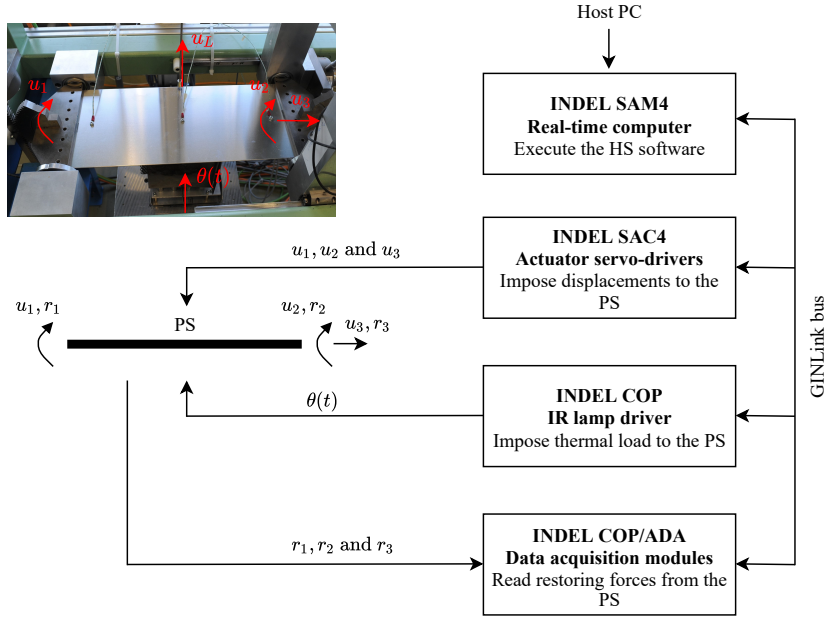 Host PC
u_L
u_1
u_2
u_3
θ(t)
INDEL SAM4
Real-time computer
Execute the HS software
INDEL SAC4
Actuator servo-drivers
Impose displacements to the
PS
u_1, u_2 and u_3
u_1, r_1
PS
u_2, r_2
u_3, r_3
GINLink bus
INDEL COP
IR lamp driver
Impose thermal load to the PS
θ(t)
INDEL COP/ADA
Data acquisition modules
Read restoring forces from the
PS
r_1, r_2 and r_3